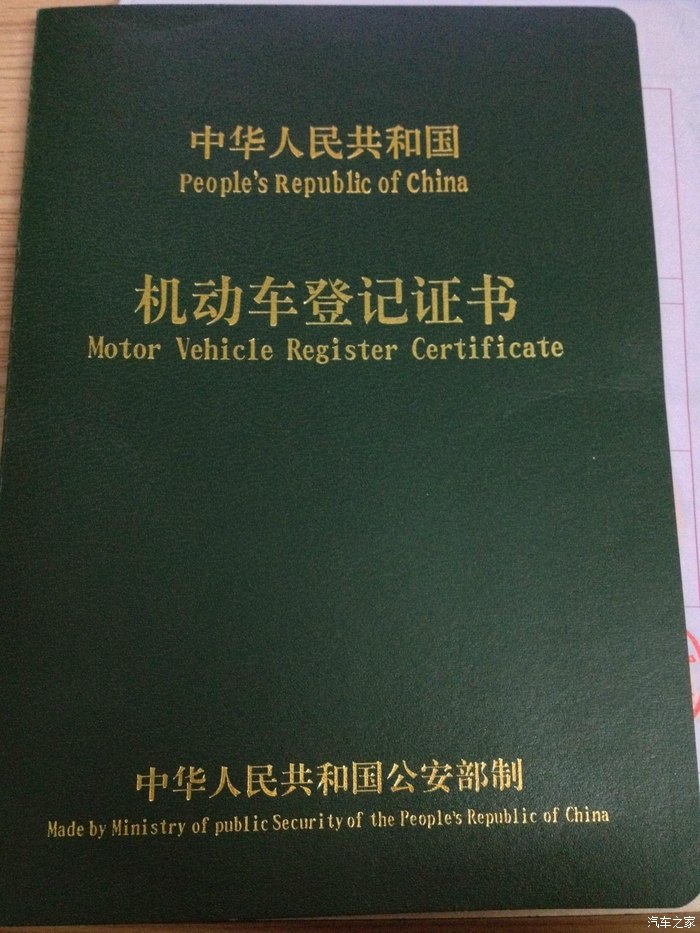 中华人民共和国
People's Republic of China
机动车登记证书
Motor Vehicle Register Certificate
中华人民共和国公安部制
Made by Ministry of public Security of the People's Republic of China
汽车之家